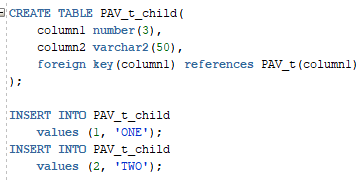 CREATE TABLE PAV_t_child(
    column1 number(3),
    column2 varchar2(50),
    foreign key(column1) references PAV_t(column1)
);

INSERT INTO PAV_t_child
    values (1, 'ONE');
INSERT INTO PAV_t_child
    values (2, 'TWO');